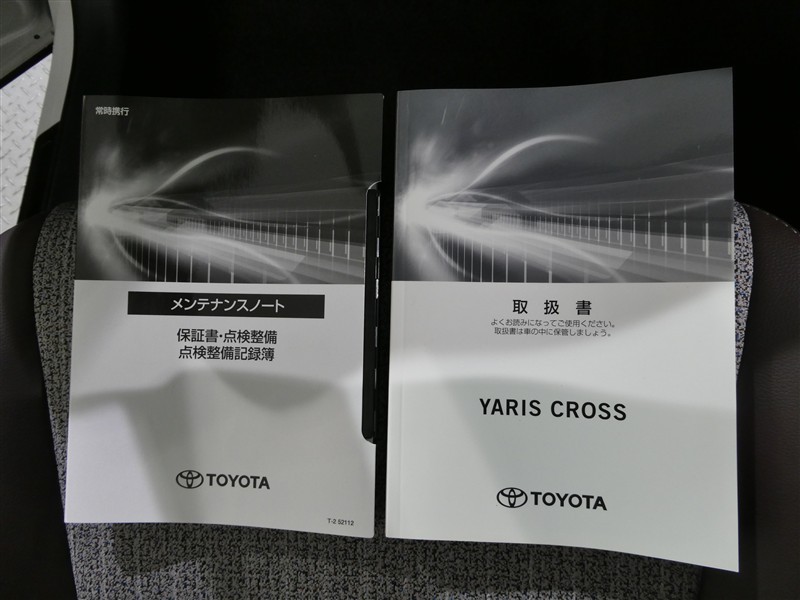 常時携行
メンテナンスノート
保証書・点検整備
点検整備記録簿
TOYOTA
T-2 52112
取扱書
よくお読みになってご使用ください。
取扱書は車の中に保管しましょう。
YARIS CROSS
TOYOTA